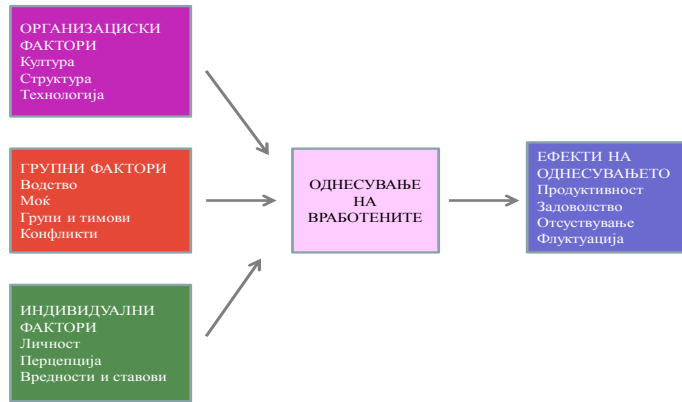 ОРГАНИЗАЦИСКИ
ФАКТОРИ
Култура
Структура
Технологија
ГРУПНИ ФАКТОРИ
Водство
Моќ
Групи и тимови
Конфликти
ИНДИВИДУАЛНИ
ФАКТОРИ
Личност
Перцепција
Вредности и ставови
ОДНЕСУВАЊЕ
НА
ВРАБОТЕНИТЕ
ЕФЕКТИ НА
ОДНЕСУВАЊЕТО
Продуктивност
Задоволство
Отсуствување
Флуктуација